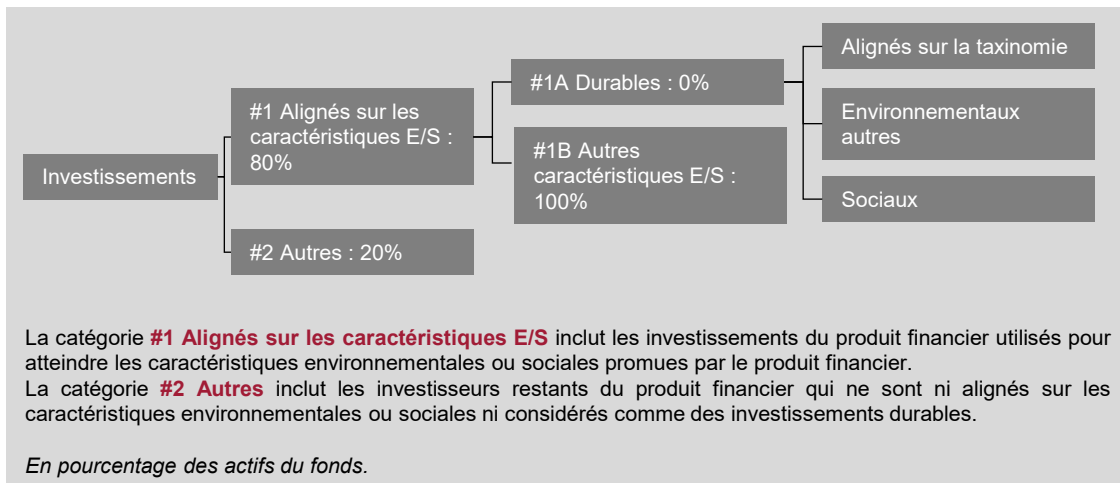 Investissements
#1 Alignés sur les
caractéristiques E/S :
80%
#2 Autres : 20%
#1A Durables : 0%
#1B Autres
caractéristiques E/S :
100%
Alignés sur la taxinomie
Environnementaux
autres
Sociaux
La catégorie #1 Alignés sur les caractéristiques E/S inclut les investissements du produit financier utilisés pour
atteindre les caractéristiques environnementales ou sociales promues par le produit financier.
La catégorie #2 Autres inclut les investisseurs restants du produit financier qui ne sont ni alignés sur les
caractéristiques environnementales ou sociales ni considérés comme des investissements durables.
En pourcentage des actifs du fonds.